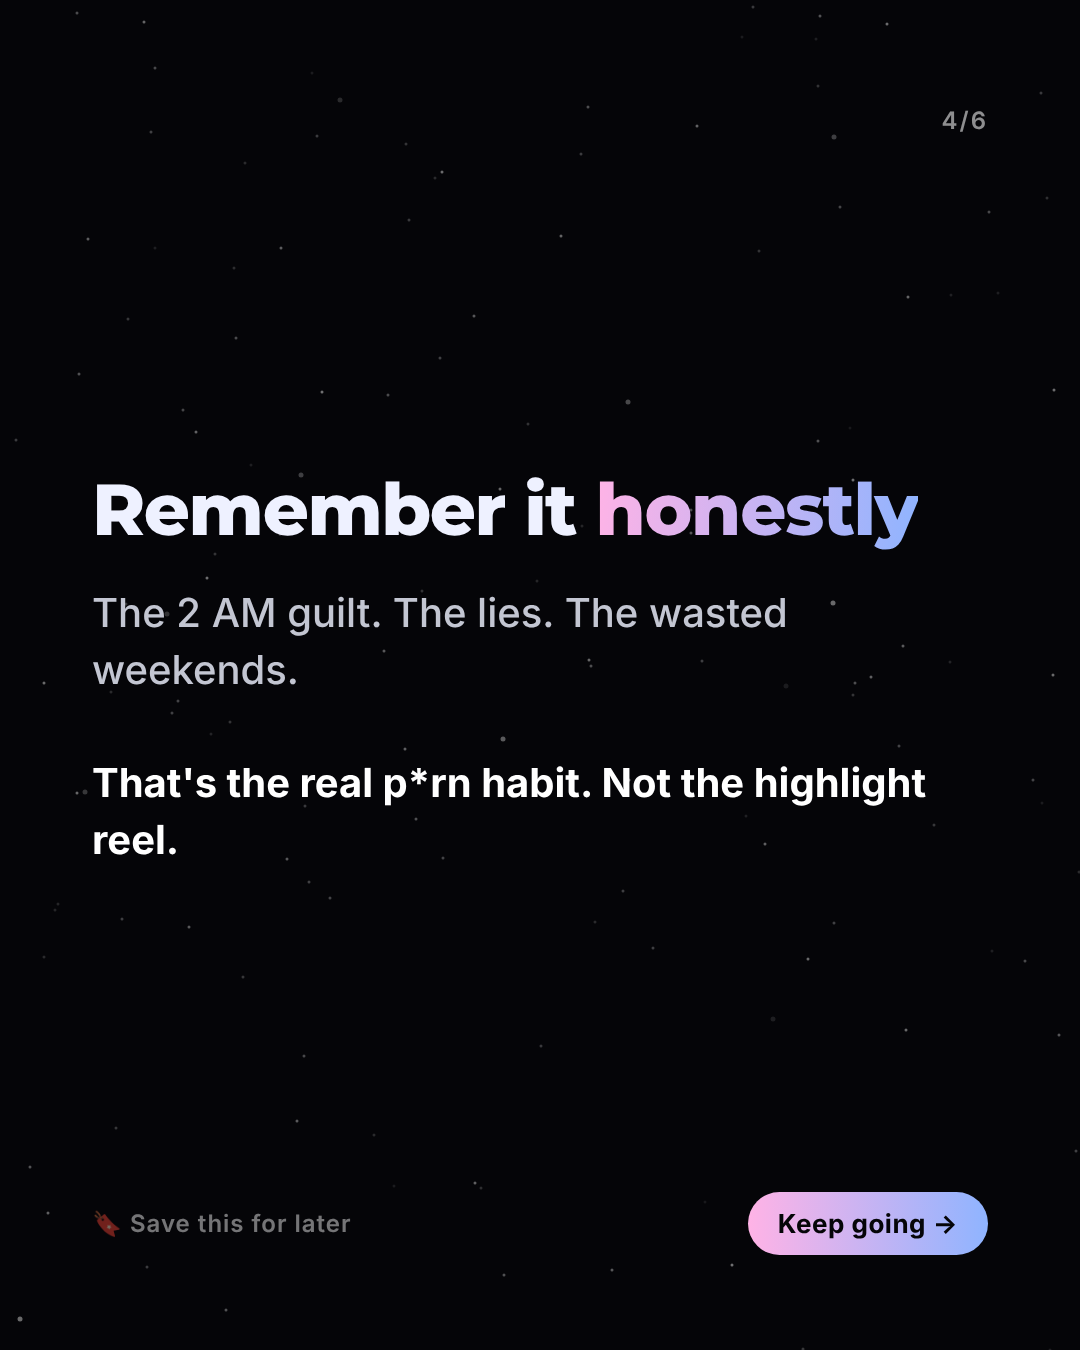 4/6
Remember it honestly
The 2 AM guilt. The lies. The wasted
weekends.
That's the real p*rn habit. Not the highlight
reel.
🔖 Save this for later
Keep going →